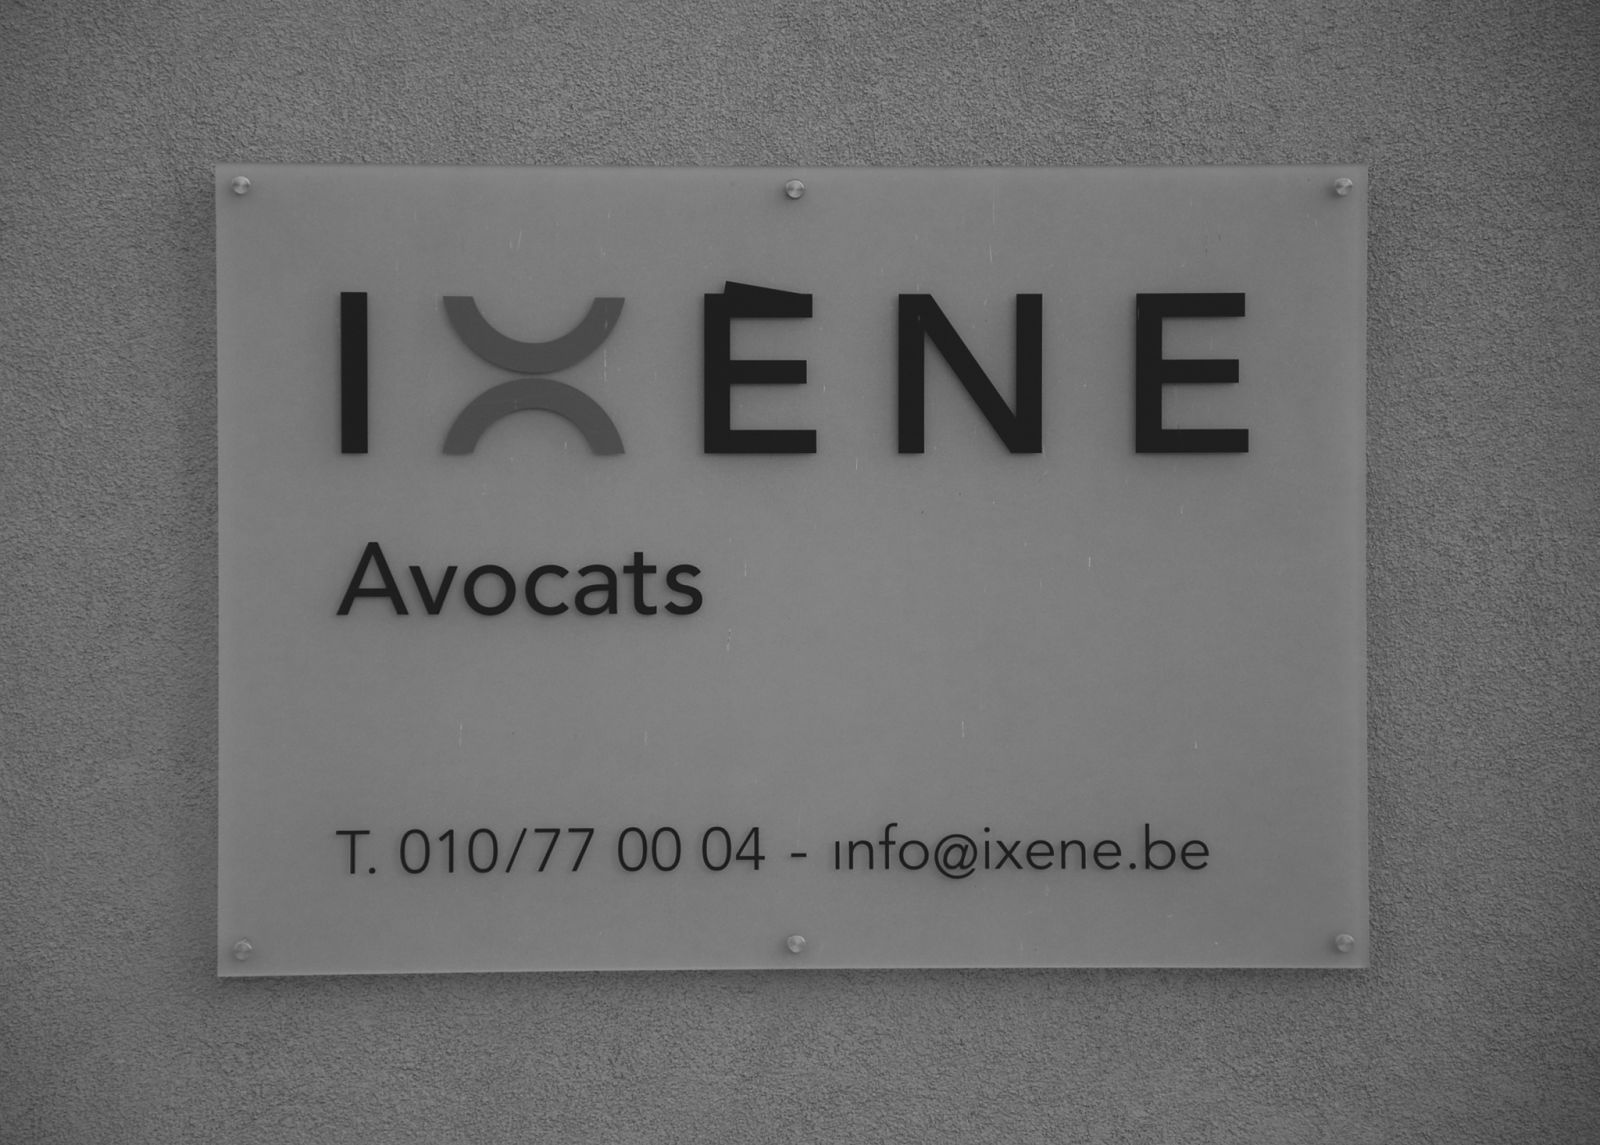 IXÈNE
Avocats
T. 010/77 00 04 - info@ixene.be